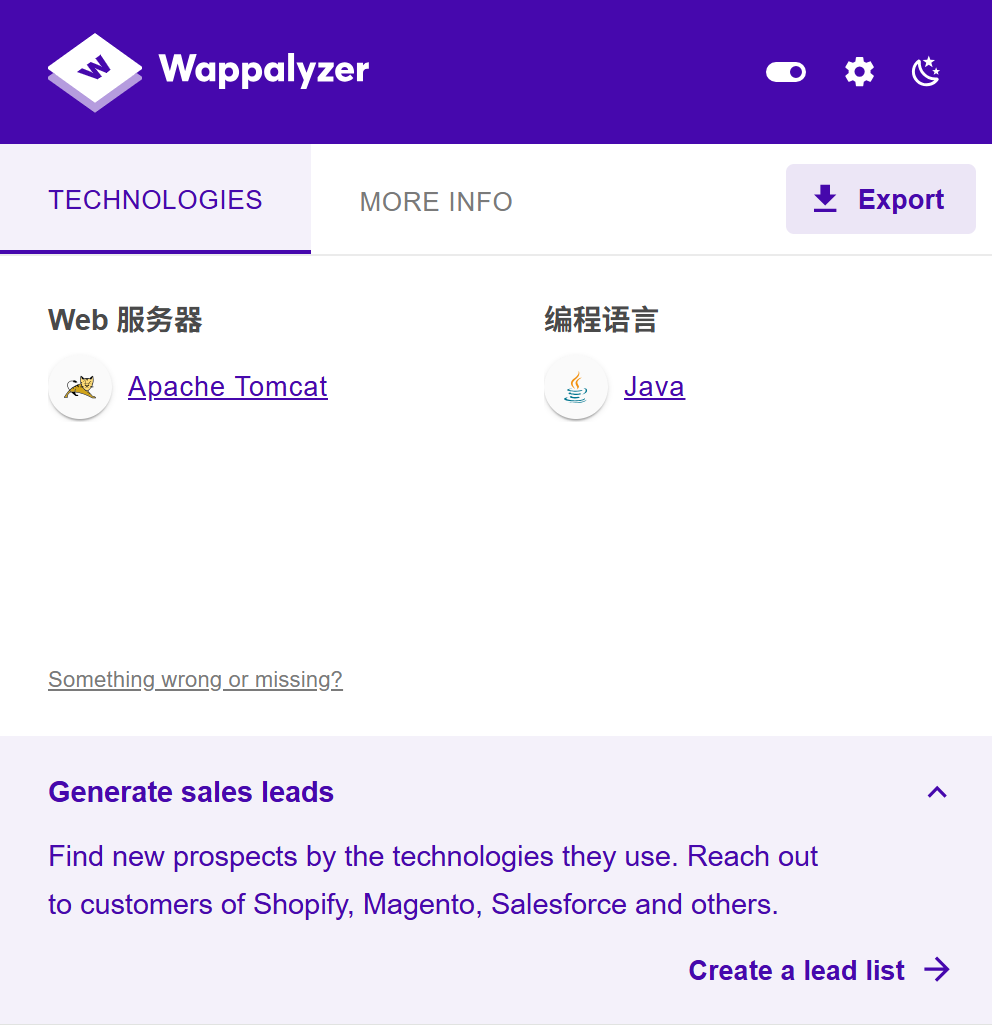 Wappalyzer
TECHNOLOGIES
MORE INFO
Export
Web 服务器
编程语言
Apache Tomcat
Java
Something wrong or missing?
Generate sales leads
Find new prospects by the technologies they use. Reach out
to customers of Shopify, Magento, Salesforce and others.
Create a lead list